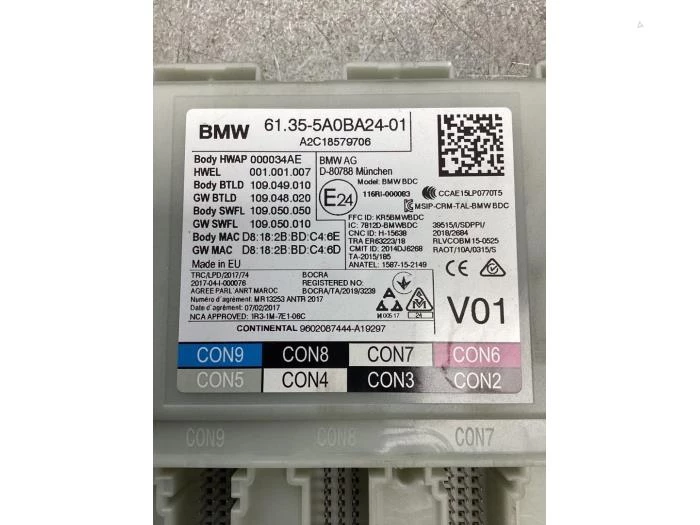 BMW 61.35-5A0BA24-01
A2C18579706
Body HWAP 000034AE
HWEL 001.001.007
Body BTLD 109.049.010
GW BTLD 109.048.020
Body SWFL 109.050.050
GW SWFL 109.050.010
Body MAC D8:18:2B:BD:C4:6E
GW MAC D8:18:2B:BD:C4:6D
Made in EU
BMW AG
D-80788 München
Model: BMW BDC
E24
116RI-000083
CCAE15LP0770T5
MSIP-CRM-TAL-BMW BDC
FFC ID: KR5BMWBDC
IC: 7812D-BMWBDC
CNC ID: H-15638
TRA ER63223/18
CMIT ID: 2014DJ6268
TA-2015/185
ANATEL: 1587-15-2149
39515/I/SDPPI/
2018/2684
RLVCOBM15-0525
RAOT/10A/0315/S
TRC/LPD/2017/74
2017-04-I-000076
AGREE PARL´ANRT MAROC
Numéro d´agrément: MR13253 ANTR 2017
Date d´agrément: 07/02/2017
NCA APPROVED: 1R3-1M-7E1-06C
BOCRA
REGISTERED NO:
BOCRA/TA/2019/3239
CE
M 005 17
24
V01
CONTINENTAL 9602087444-A19297
CON9 CON8 CON7 CON6
CON5 CON4 CON3 CON2
CON9 CON8 CON7